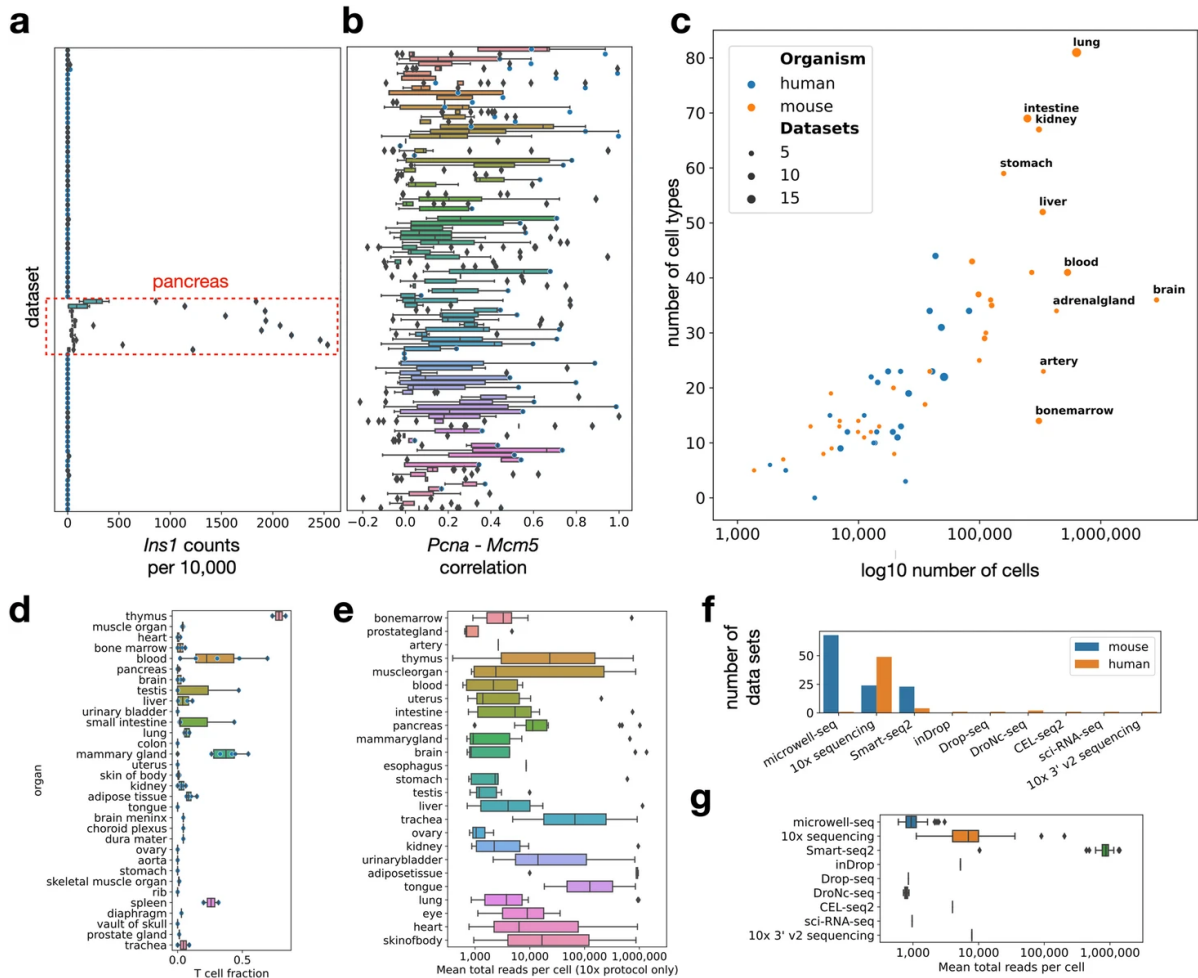 a
dataset
pancreas
0 500 1000 1500 2000 2500
Ins1 counts
per 10,000
b
−0.2 0.0 0.2 0.4 0.6 0.8 1.0
Pcna - Mcm5
correlation
c
number of cell types
80
70
60
50
40
30
20
10
0
Organism
human
mouse
Datasets
5
10
15
lung
intestine
kidney
stomach
liver
blood
brain
adrenalgland
artery
bonemarrow
1,000 10,000 100,000 1,000,000
log10 number of cells
d
organ
thymus
muscle organ
heart
bone marrow
blood
pancreas
brain
testis
liver
urinary bladder
small intestine
lung
colon
mammary gland
uterus
skin of body
kidney
adipose tissue
tongue
brain meninx
choroid plexus
dura mater
ovary
aorta
stomach
skeletal muscle organ
rib
spleen
diaphragm
vault of skull
prostate gland
trachea
0.0 0.5
T cell fraction
e
bonemarrow
prostategland
artery
thymus
muscleorgan
blood
uterus
intestine
pancreas
mammarygland
brain
esophagus
stomach
testis
liver
trachea
ovary
kidney
urinarybladder
adiposetissue
tongue
lung
eye
heart
skinofbody
1,000 10,000 100,000 1,000,000
Mean total reads per cell (10x protocol only)
f
number of
data sets
50
25
0
mouse
human
microwell-seq
10x sequencing
Smart-seq2
inDrop
Drop-seq
DroNc-seq
CEL-seq2
sci-RNA-seq
10x 3' v2 sequencing
g
microwell-seq
10x sequencing
Smart-seq2
inDrop
Drop-seq
DroNc-seq
CEL-seq2
sci-RNA-seq
10x 3' v2 sequencing
1,000 10,000 100,000 1,000,000
Mean total reads per cell